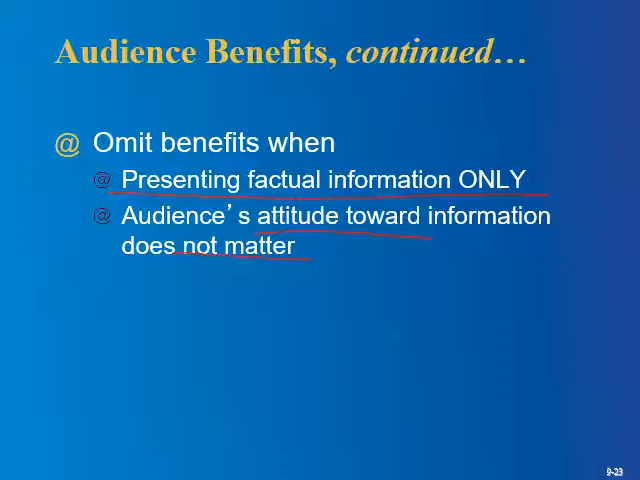 Audience Benefits, continued…
@ Omit benefits when
@ Presenting factual information ONLY
@ Audience’s attitude toward information
does not matter
9-23